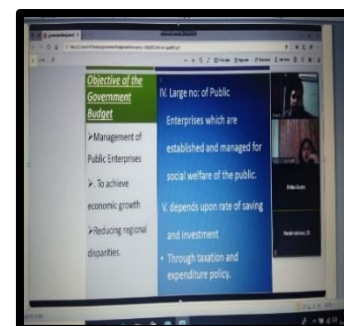 Objective of the
Government
Budget
➢Management of
Public Enterprises
➢. To achieve
economic growth
➢Reducing regional
disparities.
IV. Large no: of Public
Enterprises which are
established and managed for
social welfare of the public.
V. depends upon rate of saving
and investment
• Through taxation and
expenditure policy.